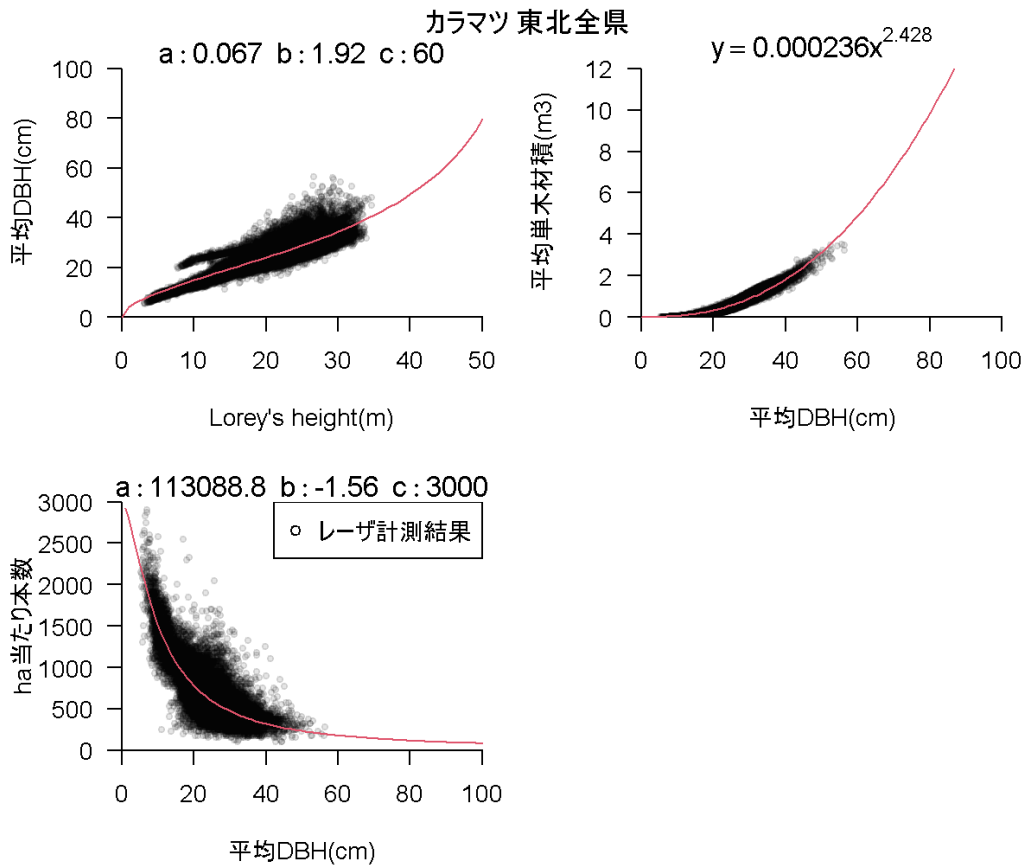 カラマツ 東北全県
a : 0.067 b : 1.92 c : 60
平均DBH(cm)
100
80
60
40
20
0
0 10 20 30 40 50
Lorey's height(m)
y = 0.000236x^2.428
平均単木材積(m3)
12
10
8
6
4
2
0
0 20 40 60 80 100
平均DBH(cm)
a : 113088.8 b : -1.56 c : 3000
ha当たり本数
3000
2500
2000
1500
1000
500
0
レーザ計測結果
0 20 40 60 80 100
平均DBH(cm)